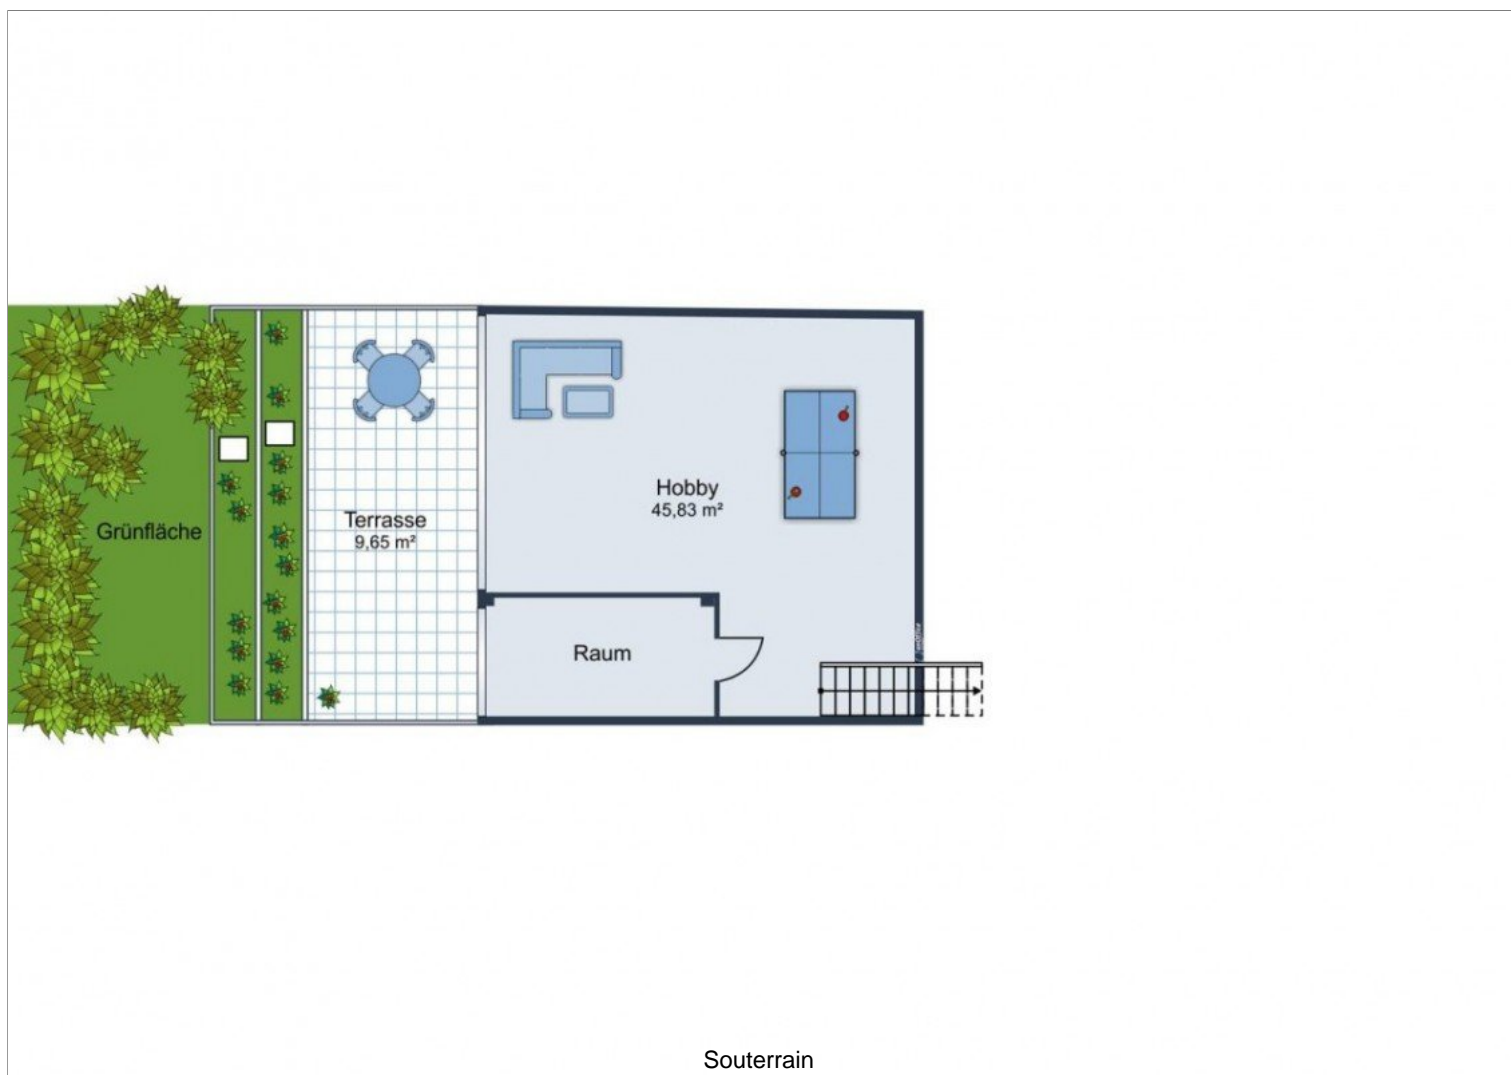 Grünfläche
Terrasse
9,65 m²
Hobby
45,83 m²
Raum
Souterrain